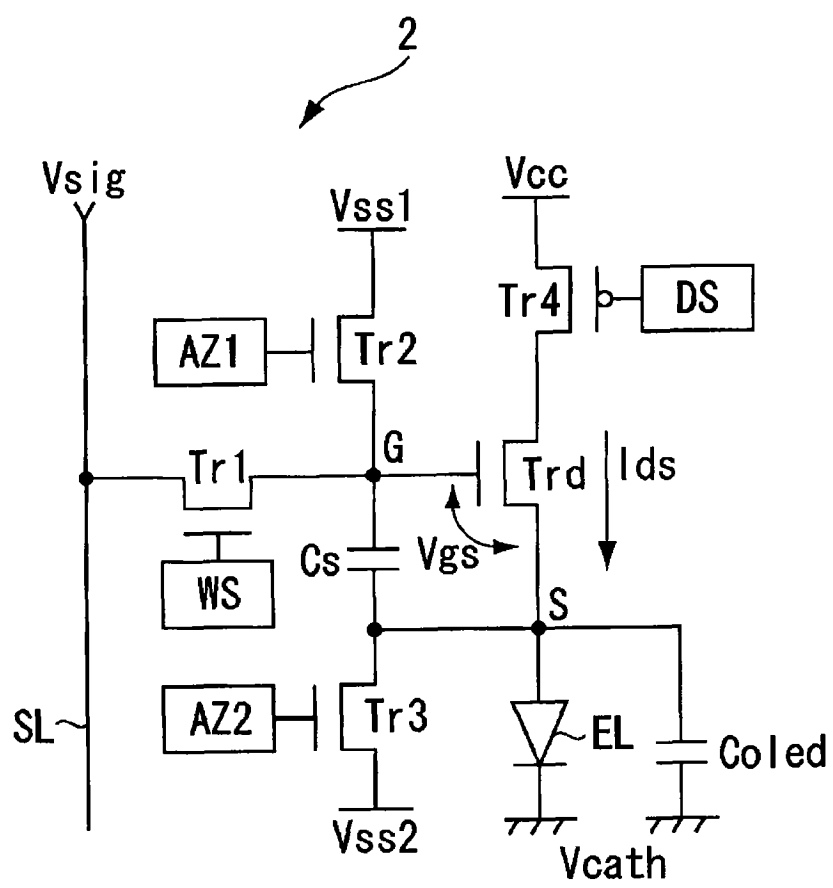 2
Vsig
Vss1
Vcc
AZ1
Tr2
Tr4
DS
Tr1
G
Trd
Ids
Cs
Vgs
WS
S
SL
AZ2
Tr3
EL
Coled
Vss2
Vcath